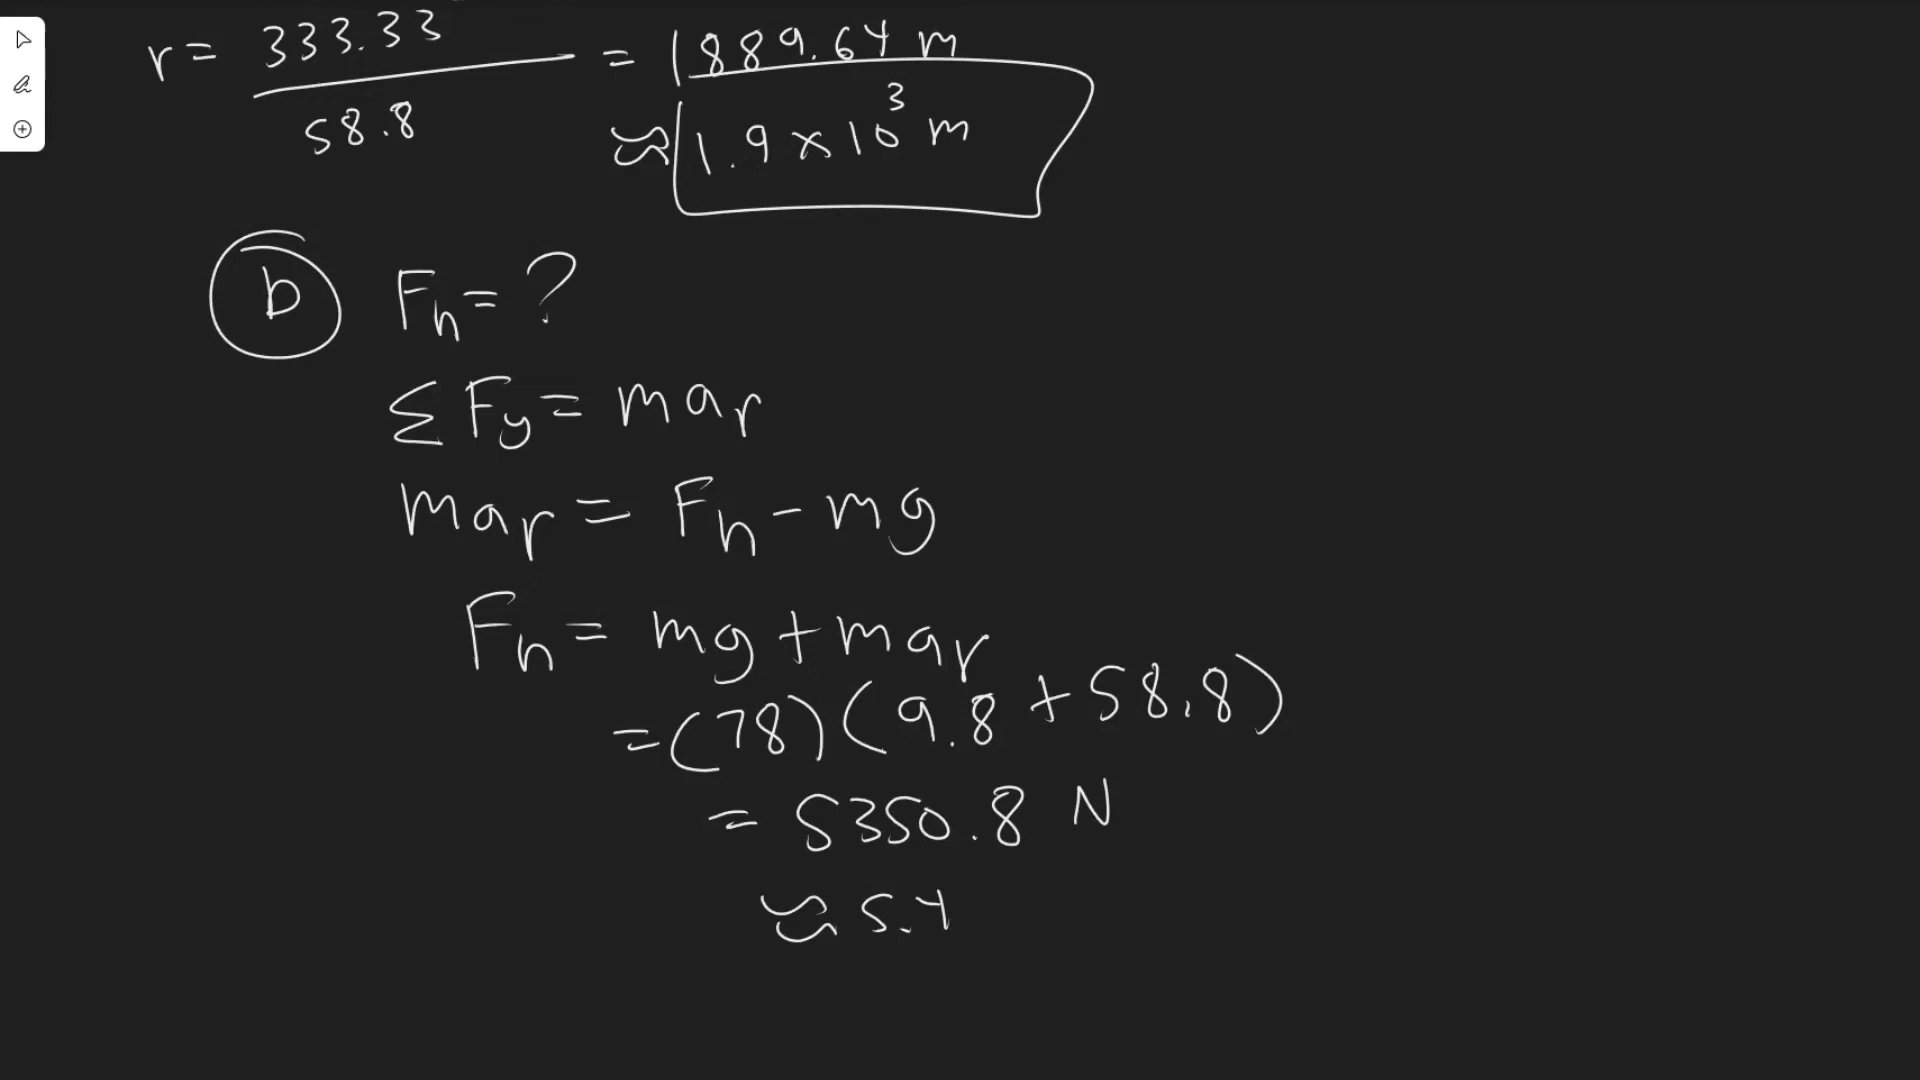 r = 333.33 / 58.8 = 1889.64 m
≈ 1.9 × 10³ m
b Fn = ?
Σ Fy = mar
mar = Fn - mg
Fn = mg + mar
= (78)(9.8 + 58.8)
= 5350.8 N
≈ 5.4